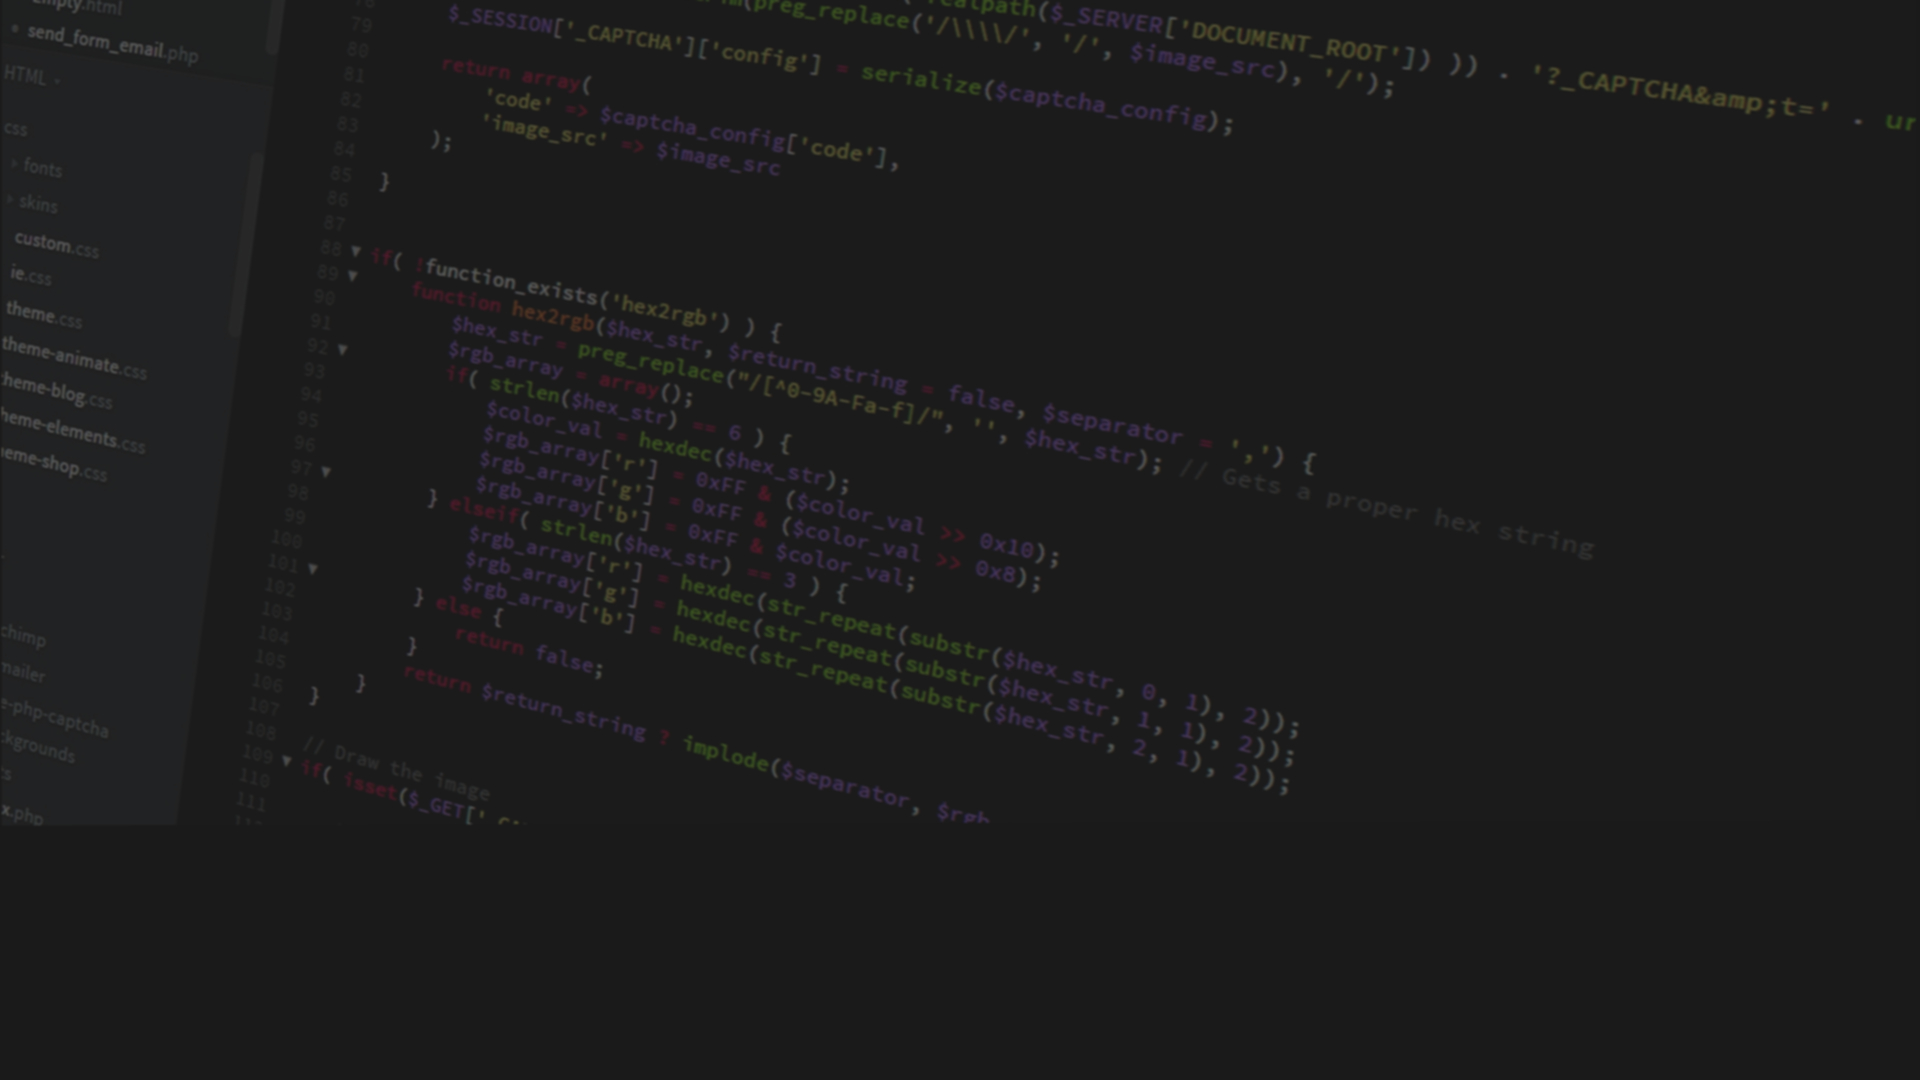 empty.html
send_form_email.php
HTML
css
fonts
skins
custom.css
ie.css
theme.css
theme-animate.css
theme-blog.css
heme-elements.css
eme-shop.css
chimp
mailer
e-php-captcha
ckgrounds
ts
x.php
79
80
81
82
83
84
85
86
87
88
89
90
91
92
93
94
95
96
97
98
99
100
101
102
103
104
105
106
107
108
109
110
111
realpath($_SERVER['DOCUMENT_ROOT']) )) . '?_CAPTCHA&amp;t=' . ur
(preg_replace('/\\\\/', '/', $image_src), '/');
$_SESSION['_CAPTCHA']['config'] = serialize($captcha_config);
return array(
'code' => $captcha_config['code'],
'image_src' => $image_src
);
}
if( !function_exists('hex2rgb') ) {
function hex2rgb($hex_str, $return_string = false, $separator = ',') {
$hex_str = preg_replace("/[^0-9A-Fa-f]/", '', $hex_str); // Gets a proper hex string
$rgb_array = array();
if( strlen($hex_str) == 6 ) {
$color_val = hexdec($hex_str);
$rgb_array['r'] = 0xFF & ($color_val >> 0x10);
$rgb_array['g'] = 0xFF & ($color_val >> 0x8);
$rgb_array['b'] = 0xFF & $color_val;
} elseif( strlen($hex_str) == 3 ) {
$rgb_array['r'] = hexdec(str_repeat(substr($hex_str, 0, 1), 2));
$rgb_array['g'] = hexdec(str_repeat(substr($hex_str, 1, 1), 2));
$rgb_array['b'] = hexdec(str_repeat(substr($hex_str, 2, 1), 2));
} else {
return false;
}
return $return_string ? implode($separator, $rgb
}
}
// Draw the image
if( isset($_GET['